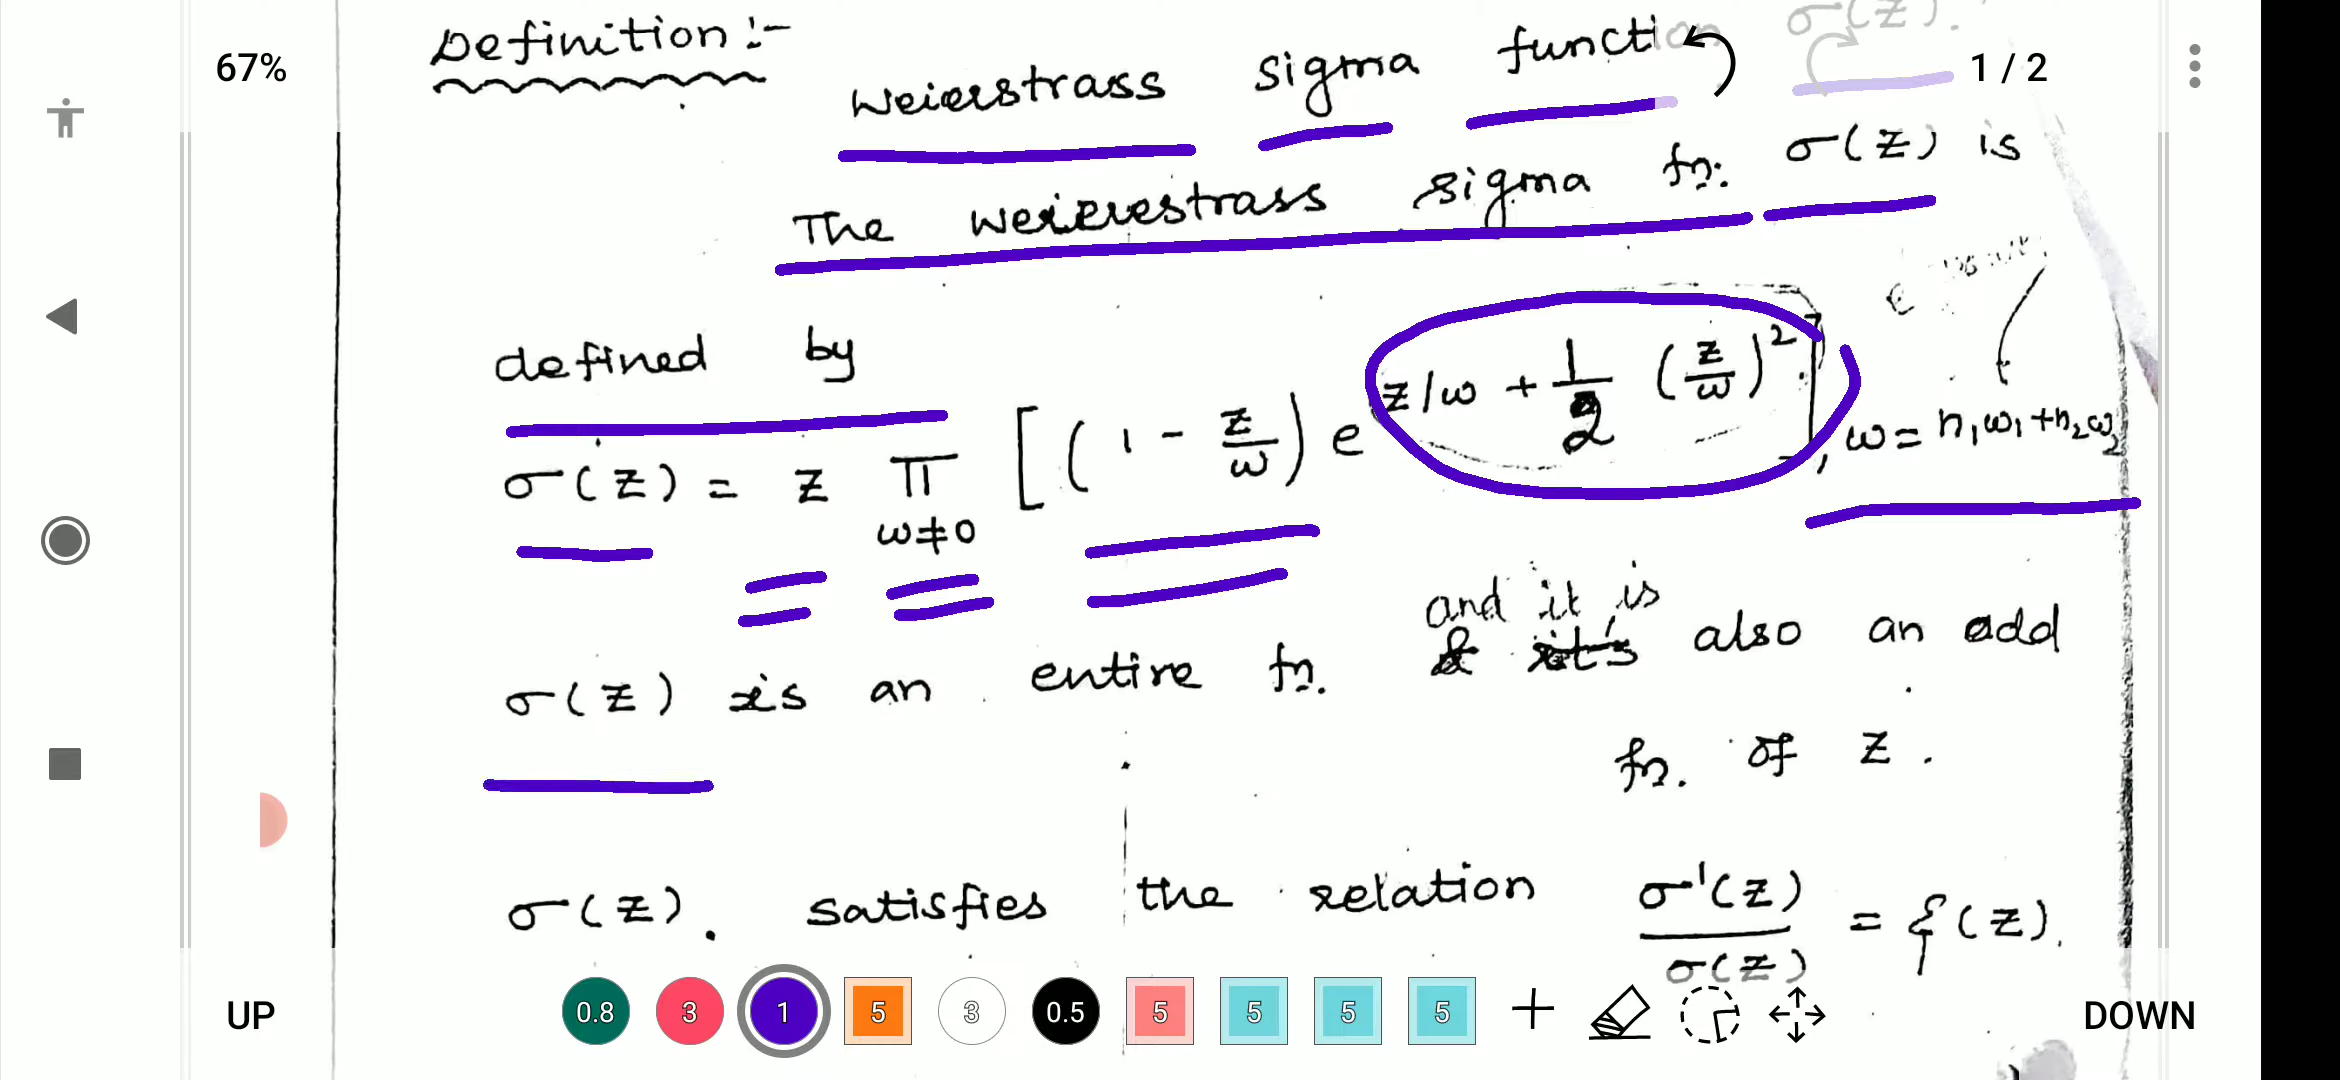 Definition :-
67%
Weierstrass sigma function σ(z).
1 / 2
The weierestrass sigma fn. σ(z) is
defined by
σ(z) = z π [(1 - z/ω) e^{z/ω + 1/2 (z/ω)^2}], ω = n₁ω₁+n₂ω₂
ω≠0
σ(z) is an entire fn. and it is also an odd
fn. of z.
σ(z). satisfies the relation σ'(z)/σ(z) = ξ(z).
UP
0.8 3 1 5 3 0.5 5 5 5 5
DOWN